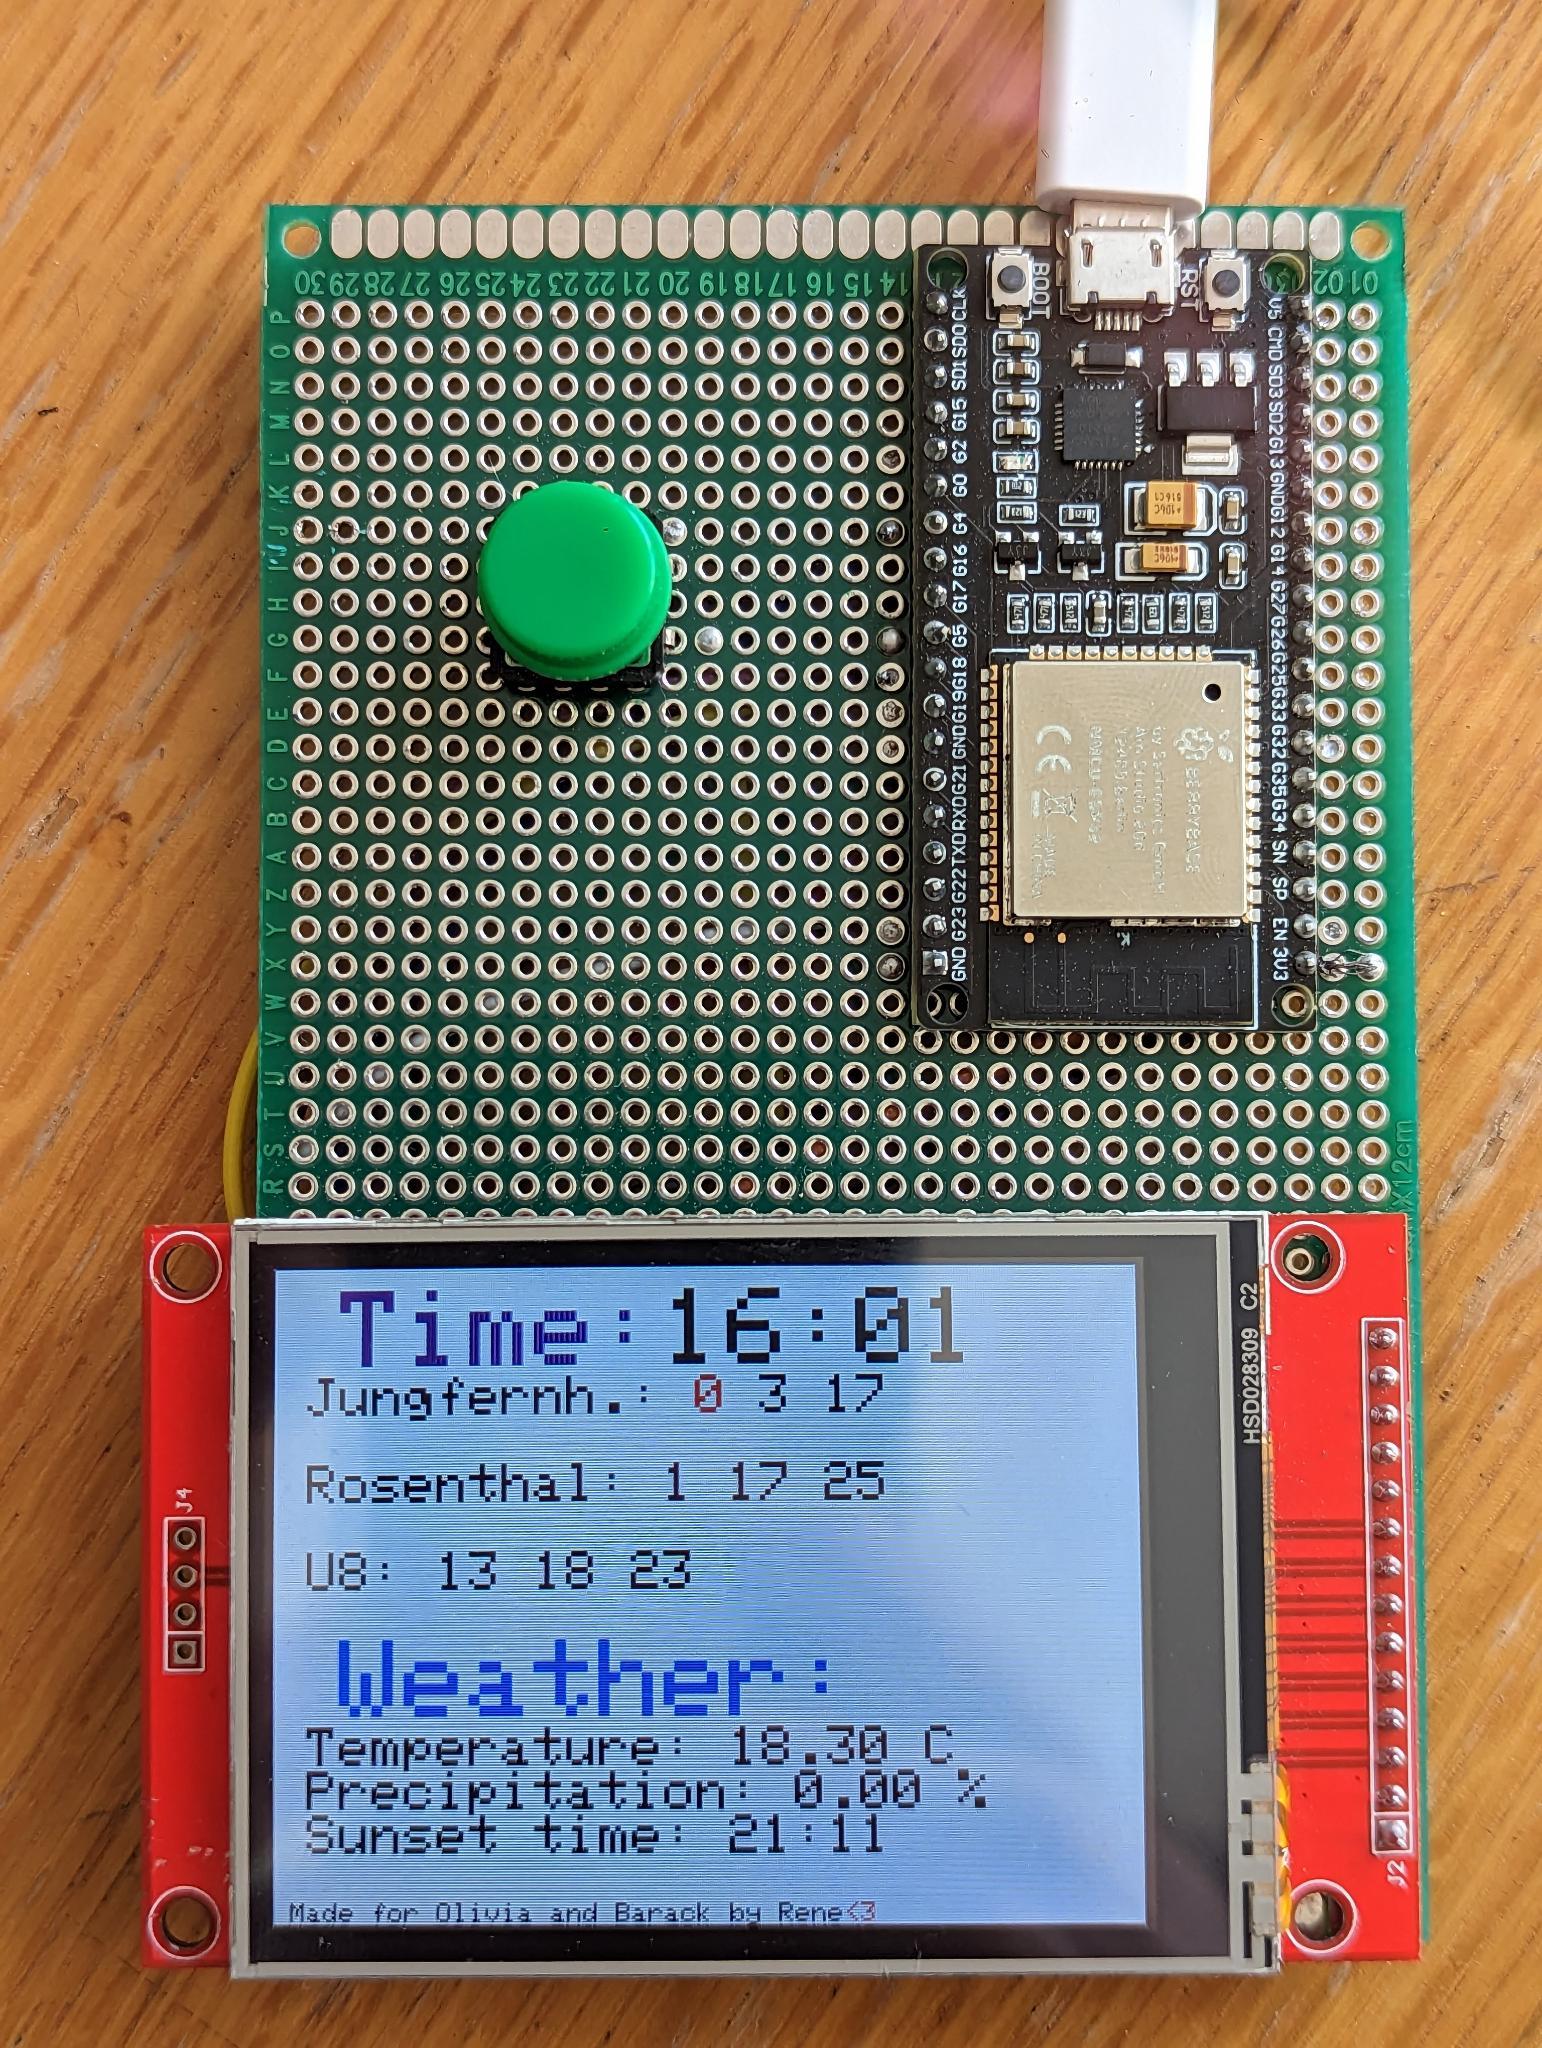 30 29 28 27 26 25 24 23 22 21 20 19 18 17 16 15 14 02 01
P
O
N
M
L
K
J
I
H
G
F
E
D
C
B
A
Z
Y
X
W
V
U
T
S
R
X12cm
BOOT
RST
CLK
SD0
SD1
G15
G2
G0
G4
G16
G17
G5
G18
G19
GND
G21
RXD
TXD
G22
G23
GND
V5
CMD
SD3
SD2
G13
GND
G12
G14
G27
G26
G25
G33
G32
G35
G34
SN
SP
EN
3V3
BERRYBASE
NMCU-ESP32
CE
J4
HSD028309 C2
J2
Time:16:01
Jungfernh.: 0 3 17
Rosenthal: 1 17 25
U8: 13 18 23
Weather:
Temperature: 18.30 C
Precipitation: 0.00 %
Sunset time: 21:11
Made for Olivia and Barack by Rene<3